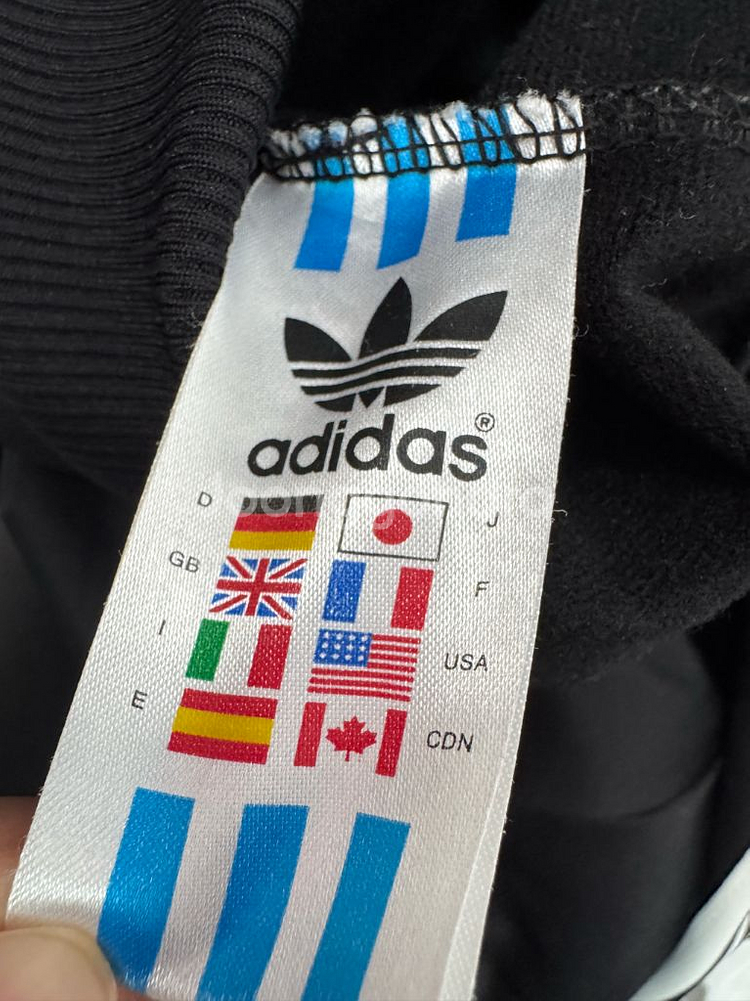 adidas®
D J
GB F
I USA
E CDN